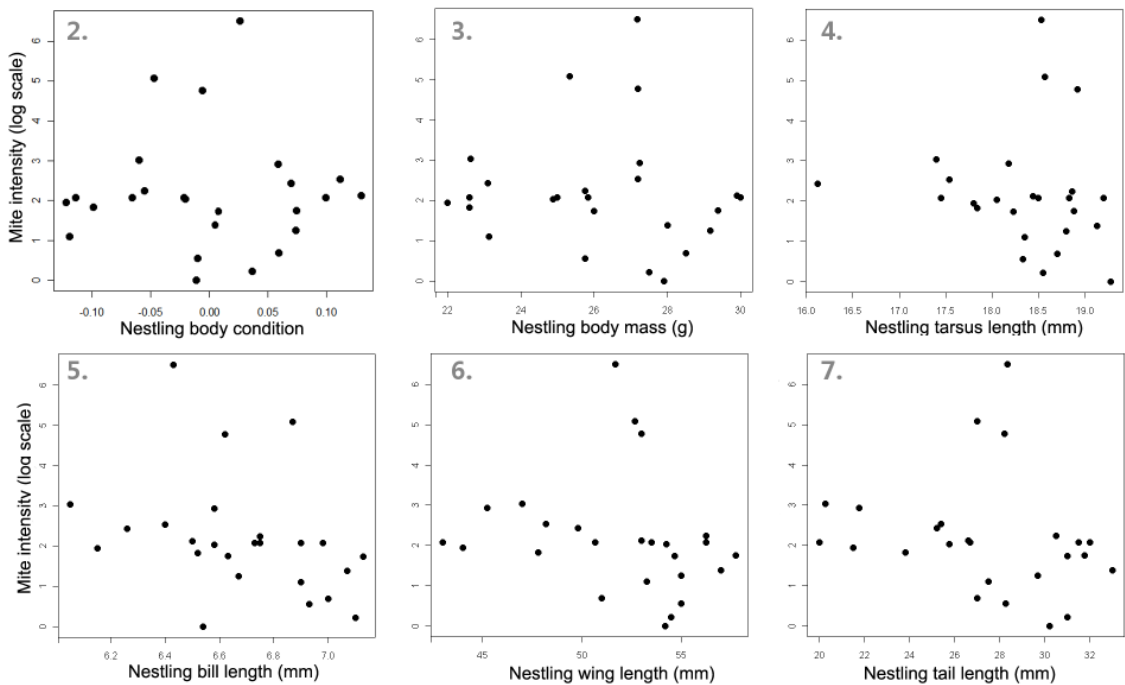 2.
3.
4.
Mite intensity (log scale)
0 1 2 3 4 5 6
0 1 2 3 4 5 6
0 1 2 3 4 5 6
-0.10 -0.05 0.00 0.05 0.10
22 24 26 28 30
16.0 16.5 17.0 17.5 18.0 18.5 19.0
Nestling body condition
Nestling body mass (g)
Nestling tarsus length (mm)
5.
6.
7.
Mite intensity (log scale)
0 1 2 3 4 5 6
0 1 2 3 4 5 6
0 1 2 3 4 5 6
6.2 6.4 6.6 6.8 7.0
45 50 55
20 22 24 26 28 30 32
Nestling bill length (mm)
Nestling wing length (mm)
Nestling tail length (mm)